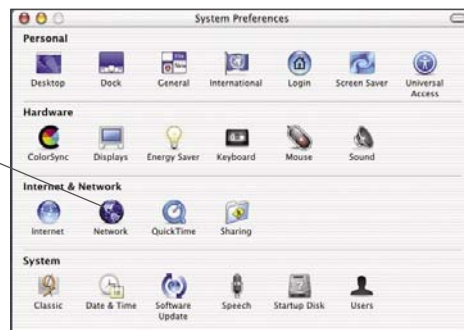 System Preferences
Personal
Desktop Dock General International Login Screen Saver Universal Access
Hardware
ColorSync Displays Energy Saver Keyboard Mouse Sound
Internet & Network
Internet Network QuickTime Sharing
System
Classic Date & Time Software Update Speech Startup Disk Users